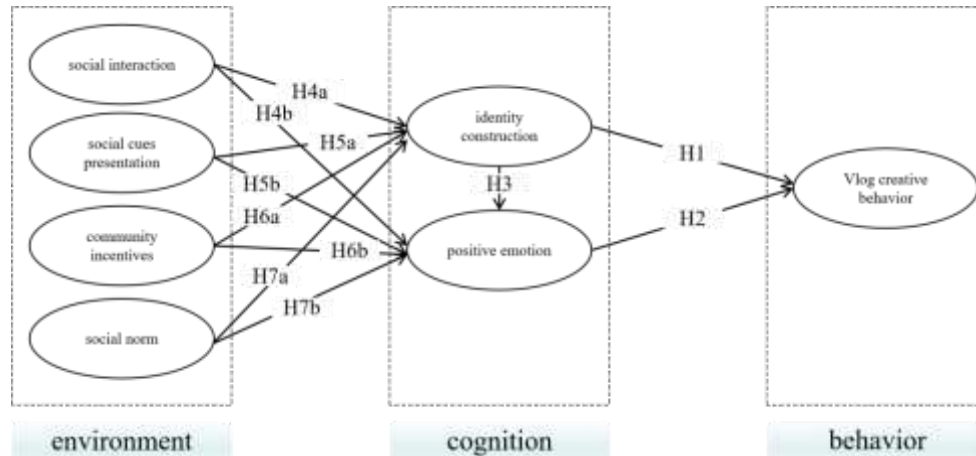 social interaction
social cues
presentation
community
incentives
social norm
H4a
H4b
H5a
H5b
H6a
H6b
H7a
H7b
identity
construction
H3
positive emotion
H1
H2
Vlog creative
behavior
environment
cognition
behavior